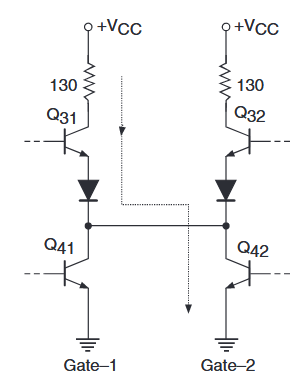 +VCC +VCC
130 130
Q31 Q32
Q41 Q42
Gate–1 Gate–2